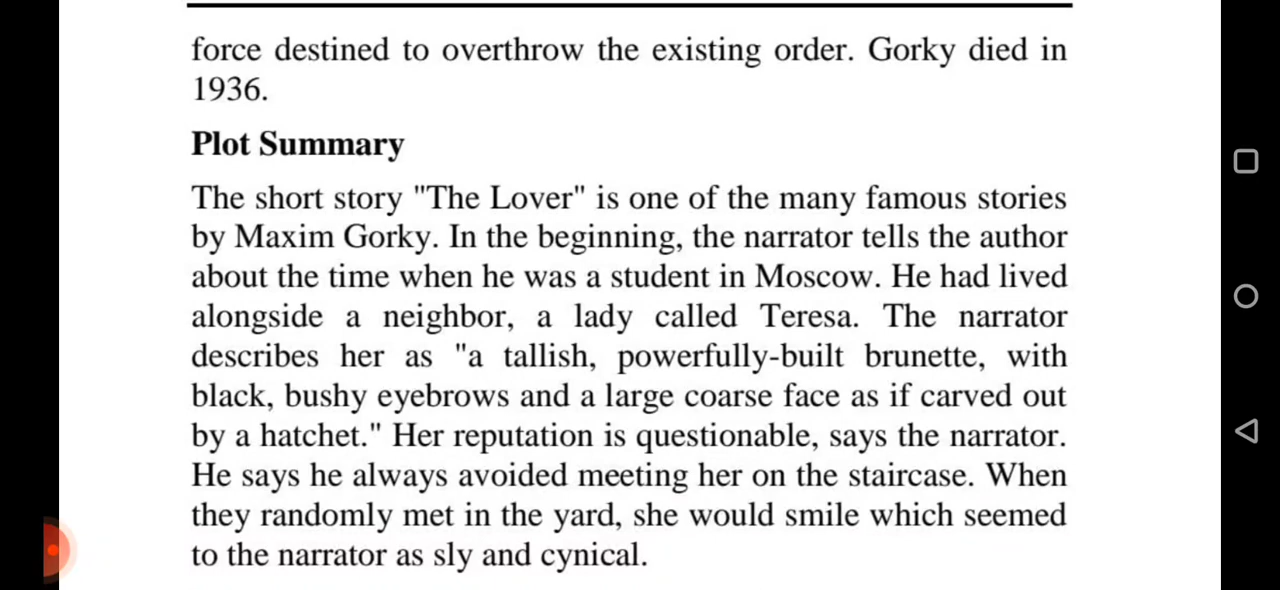 force destined to overthrow the existing order. Gorky died in
1936.
Plot Summary
The short story "The Lover" is one of the many famous stories
by Maxim Gorky. In the beginning, the narrator tells the author
about the time when he was a student in Moscow. He had lived
alongside a neighbor, a lady called Teresa. The narrator
describes her as "a tallish, powerfully-built brunette, with
black, bushy eyebrows and a large coarse face as if carved out
by a hatchet." Her reputation is questionable, says the narrator.
He says he always avoided meeting her on the staircase. When
they randomly met in the yard, she would smile which seemed
to the narrator as sly and cynical.